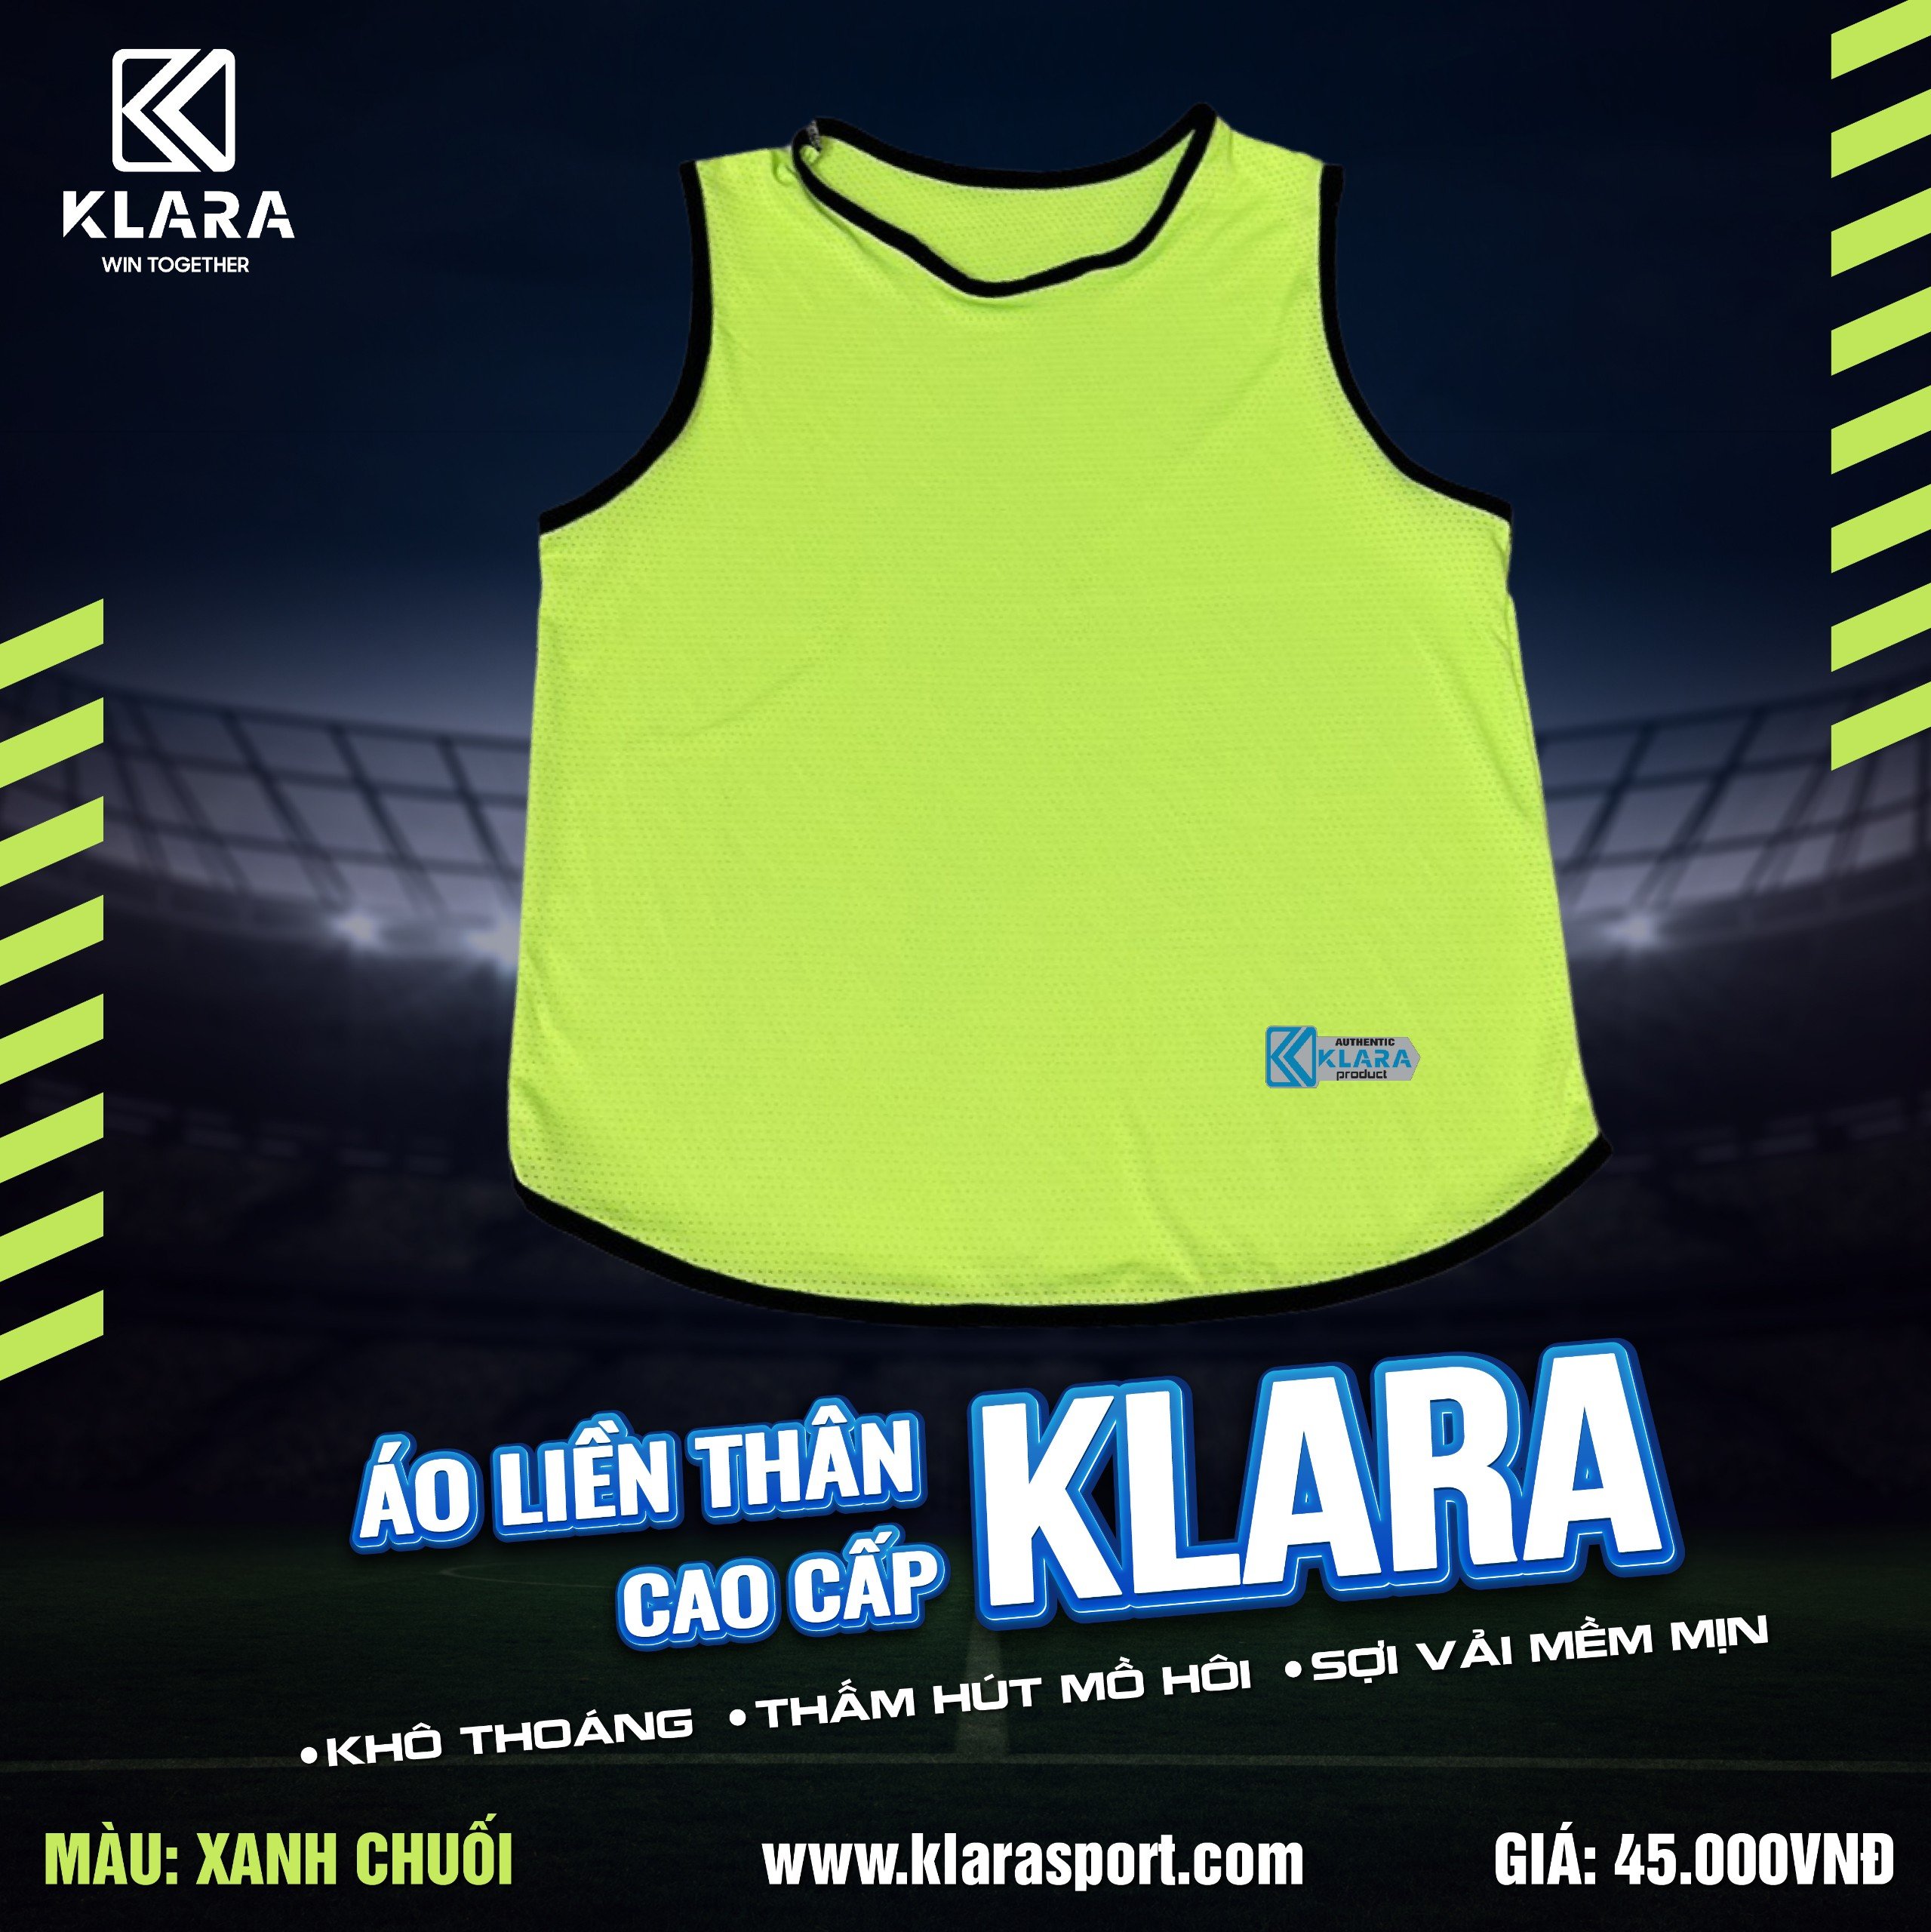 KLARA
WIN TOGETHER
AUTHENTIC
KLARA
product
ÁO LIỀN THÂN
CAO CẤP
KLARA
•KHÔ THOÁNG •THẤM HÚT MỒ HÔI •SỢI VẢI MỀM MỊN
MÀU: XANH CHUỐI
www.klarasport.com
GIÁ: 45.000VNĐ